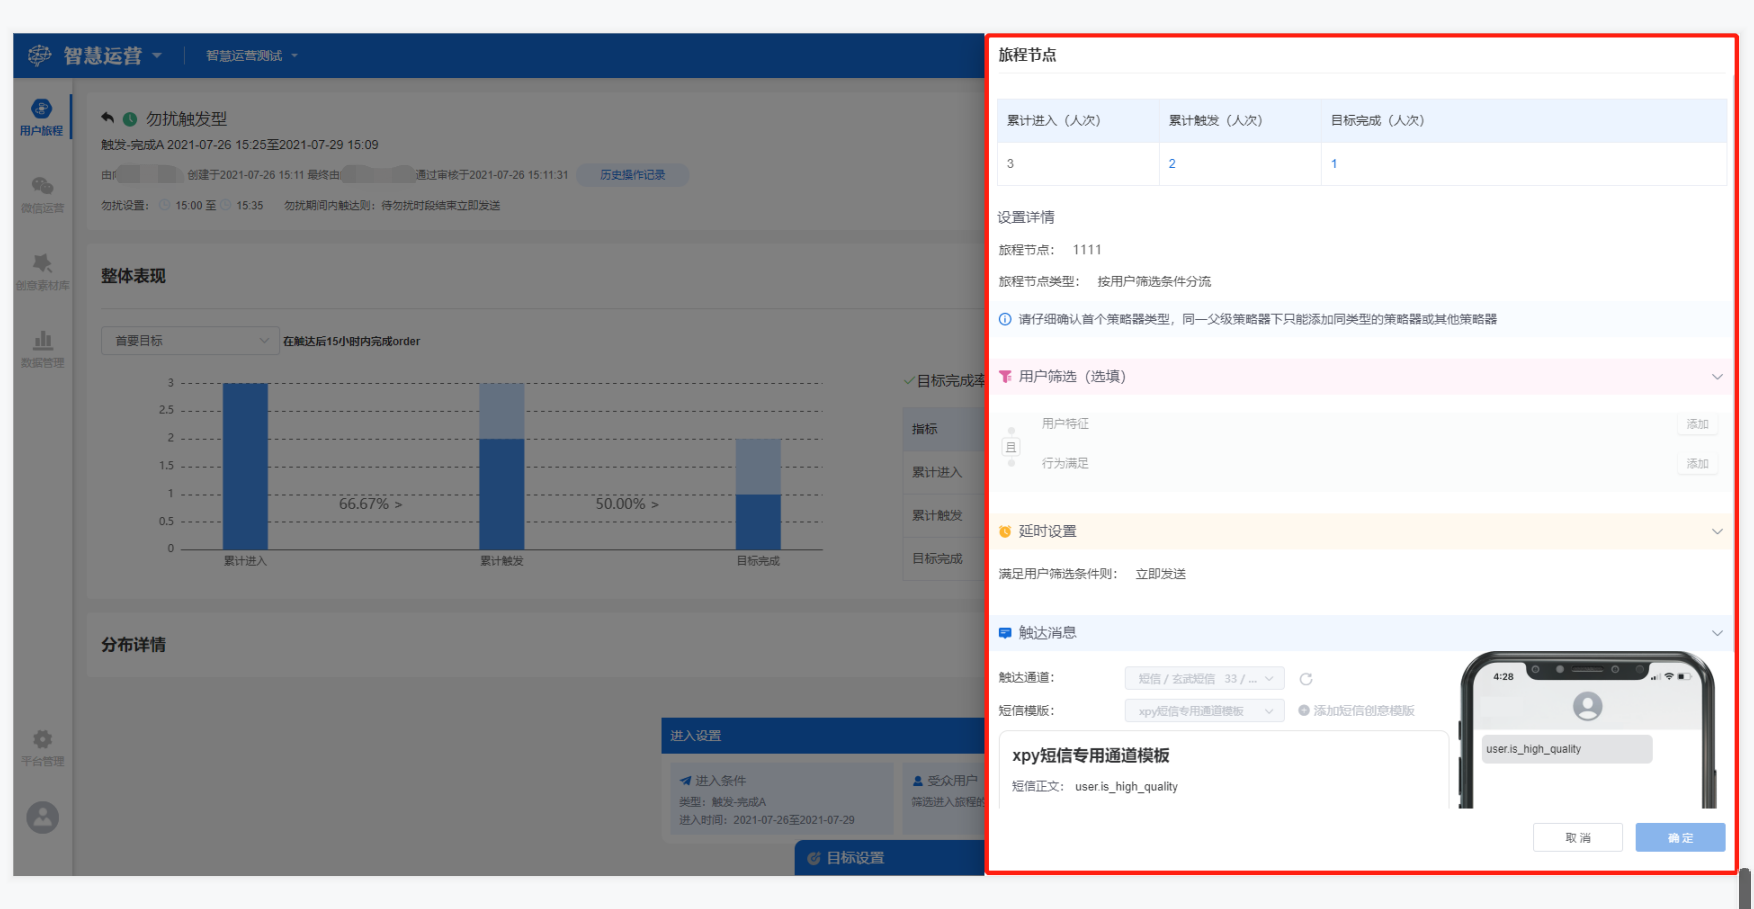 智慧运营
智慧运营测试
用户旅程
微信运营
创意素材库
数据管理
平台管理
勿扰触发型
触发-完成A 2021-07-26 15:25至2021-07-29 15:09
创建于2021-07-26 15:11 最终由 通过审核于2021-07-26 15:11:31 历史操作记录
勿扰设置： 15:00 至 15:35 勿扰期间内触达则：待勿扰时段结束立即发送
整体表现
首要目标 在触达后15小时内完成order
3
2.5
2
1.5
1
0.5
0
66.67% >
50.00% >
累计进入 累计触发 目标完成
目标完成率
指标
累计进入
累计触发
目标完成
分布详情
进入设置
进入条件
类型：触发-完成A
进入时间：2021-07-26至2021-07-29
受众用户
筛选进入旅程的
目标设置
旅程节点
累计进入（人次） 累计触发（人次） 目标完成（人次）
3 2 1
设置详情
旅程节点： 1111
旅程节点类型： 按用户筛选条件分流
请仔细确认首个策略器类型，同一父级策略器下只能添加同类型的策略器或其他策略器
用户筛选（选填）
用户特征 添加
且
行为满足 添加
延时设置
满足用户筛选条件则： 立即发送
触达消息
触达通道： 短信 / 玄武短信 33 / ...
短信模版： xpy短信专用通道模板 添加短信创意模版
xpy短信专用通道模板
短信正文： user.is_high_quality
4:28
user.is_high_quality
取消 确定